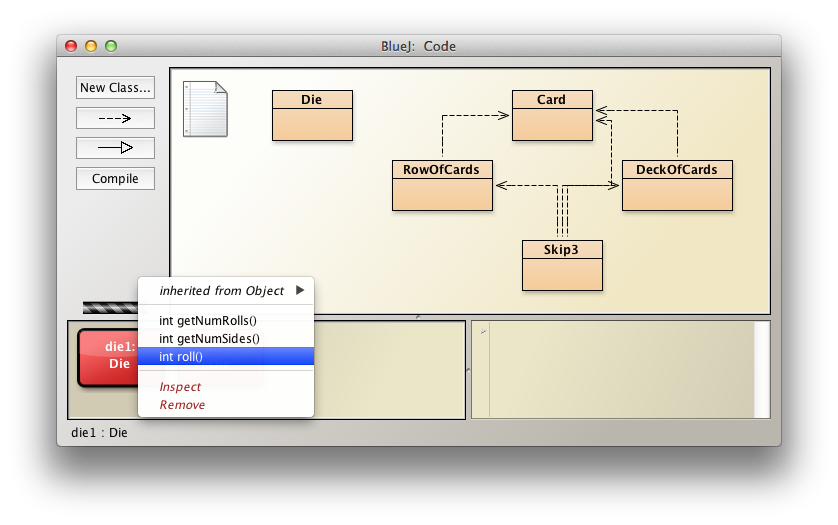 BlueJ: Code
New Class...
Compile
Die
Card
RowOfCards
DeckOfCards
Skip3
die1:
Die
inherited from Object
int getNumRolls()
int getNumSides()
int roll()
Inspect
Remove
die1 : Die